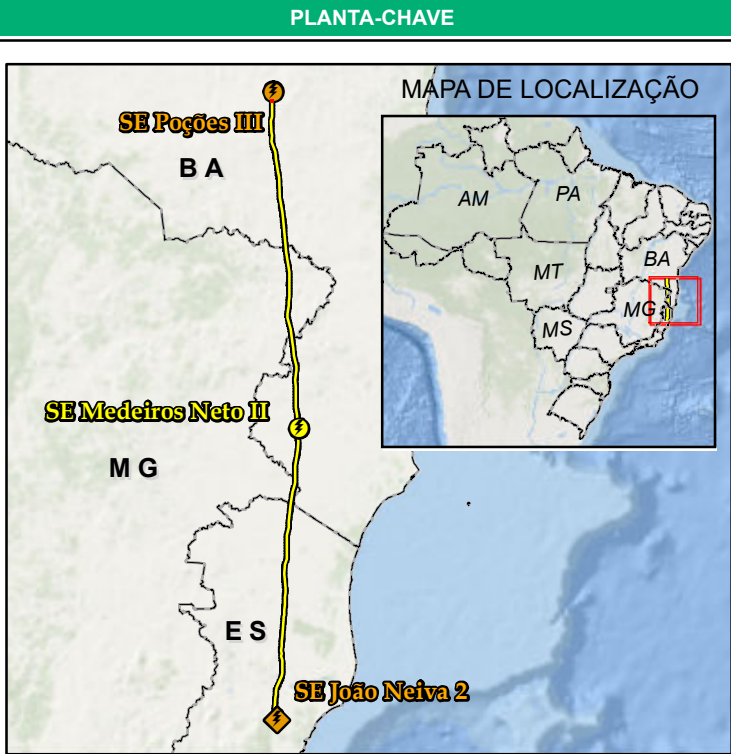 PLANTA-CHAVE
MAPA DE LOCALIZAÇÃO
SE Poções III
B A
AM
PA
BA
MT
MG
MS
SE Medeiros Neto II
M G
E S
SE João Neiva 2